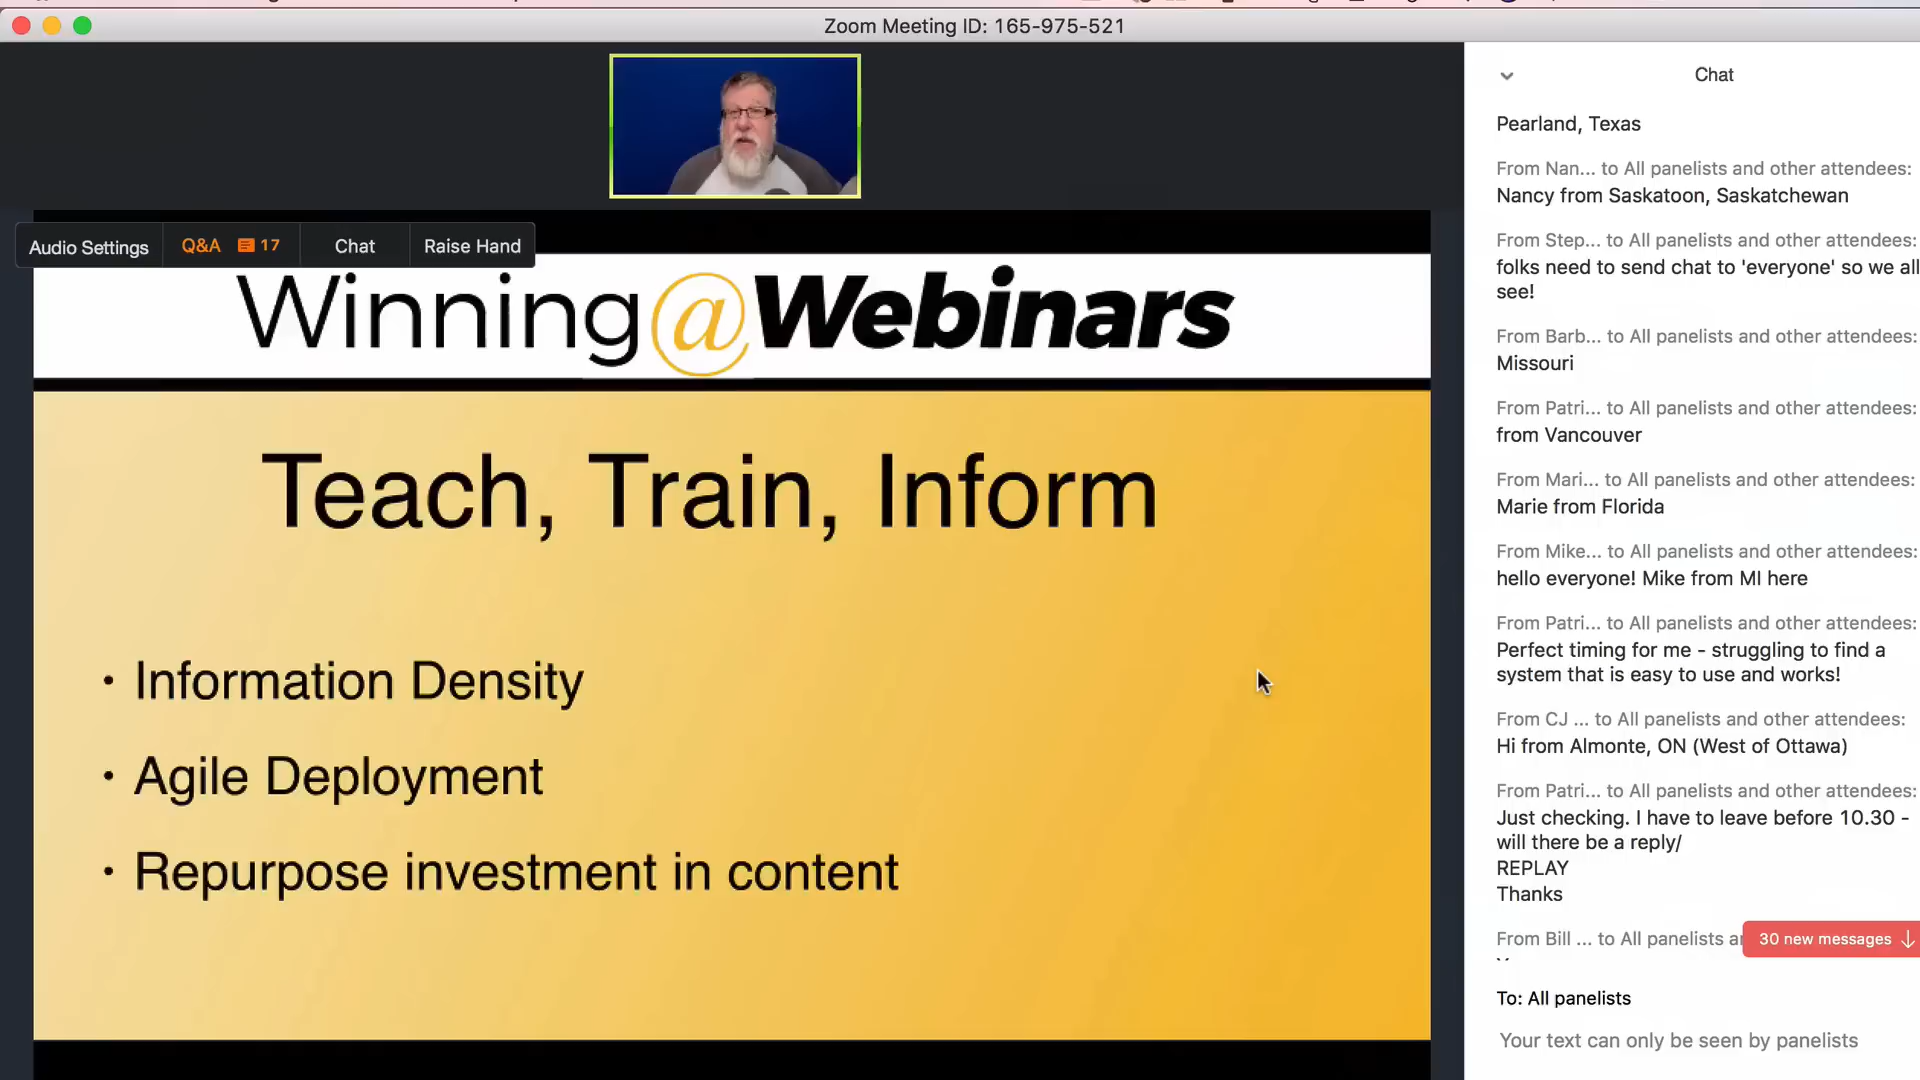 Zoom Meeting ID: 165-975-521
Audio Settings
Q&A 17
Chat
Raise Hand
Winning@Webinars
Teach, Train, Inform
• Information Density
• Agile Deployment
• Repurpose investment in content
Chat
Pearland, Texas
From Nan... to All panelists and other attendees:
Nancy from Saskatoon, Saskatchewan
From Step... to All panelists and other attendees:
folks need to send chat to 'everyone' so we all
see!
From Barb... to All panelists and other attendees:
Missouri
From Patri... to All panelists and other attendees:
from Vancouver
From Mari... to All panelists and other attendees:
Marie from Florida
From Mike... to All panelists and other attendees:
hello everyone! Mike from MI here
From Patri... to All panelists and other attendees:
Perfect timing for me - struggling to find a
system that is easy to use and works!
From CJ ... to All panelists and other attendees:
Hi from Almonte, ON (West of Ottawa)
From Patri... to All panelists and other attendees:
Just checking. I have to leave before 10.30 -
will there be a reply/
REPLAY
Thanks
From Bill ... to All panelists
30 new messages
To: All panelists
Your text can only be seen by panelists